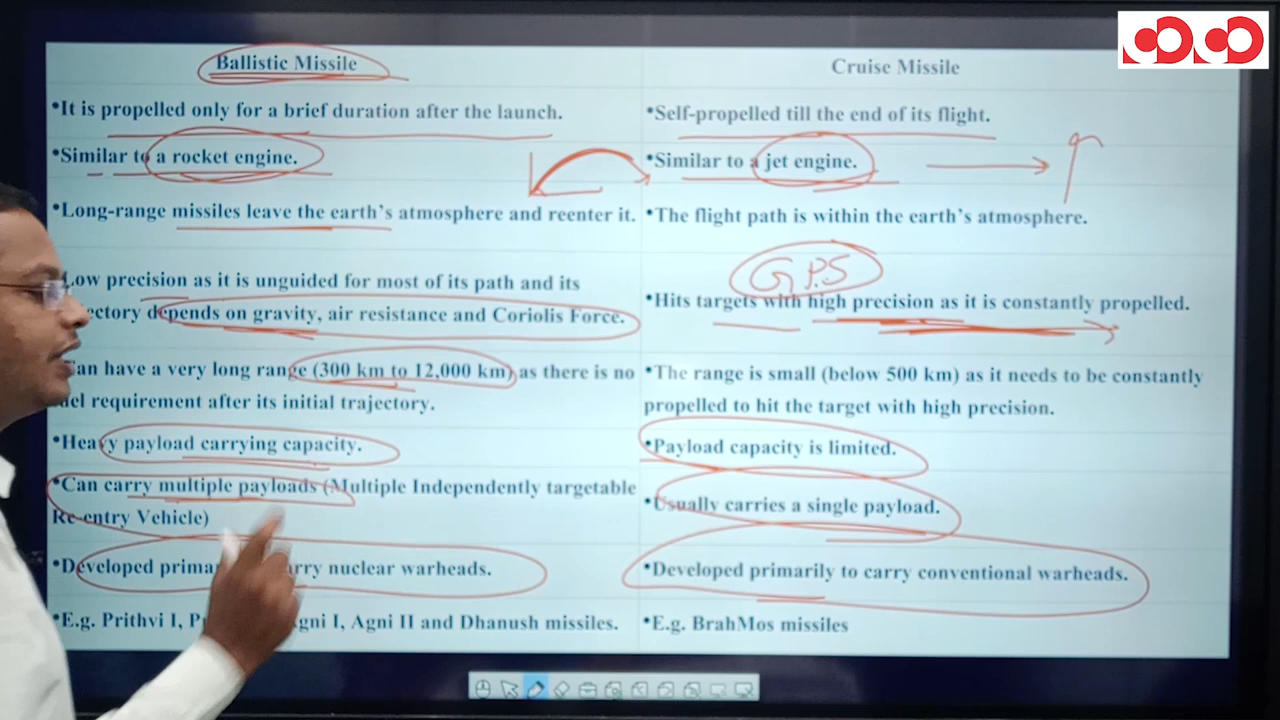 Ballistic Missile
Cruise Missile
•It is propelled only for a brief duration after the launch.
•Self-propelled till the end of its flight.
•Similar to a rocket engine.
•Similar to a jet engine.
•Long-range missiles leave the earth's atmosphere and reenter it.
•The flight path is within the earth's atmosphere.
Low precision as it is unguided for most of its path and its
ectory depends on gravity, air resistance and Coriolis Force.
G.P.S
•Hits targets with high precision as it is constantly propelled.
an have a very long range (300 km to 12,000 km) as there is no
el requirement after its initial trajectory.
•The range is small (below 500 km) as it needs to be constantly
propelled to hit the target with high precision.
•Heavy payload carrying capacity.
•Payload capacity is limited.
•Can carry multiple payloads (Multiple Independently targetable
Re-entry Vehicle)
•Usually carries a single payload.
•Developed prima rry nuclear warheads.
•Developed primarily to carry conventional warheads.
•E.g. Prithvi I, P gni I, Agni II and Dhanush missiles.
•E.g. BrahMos missiles